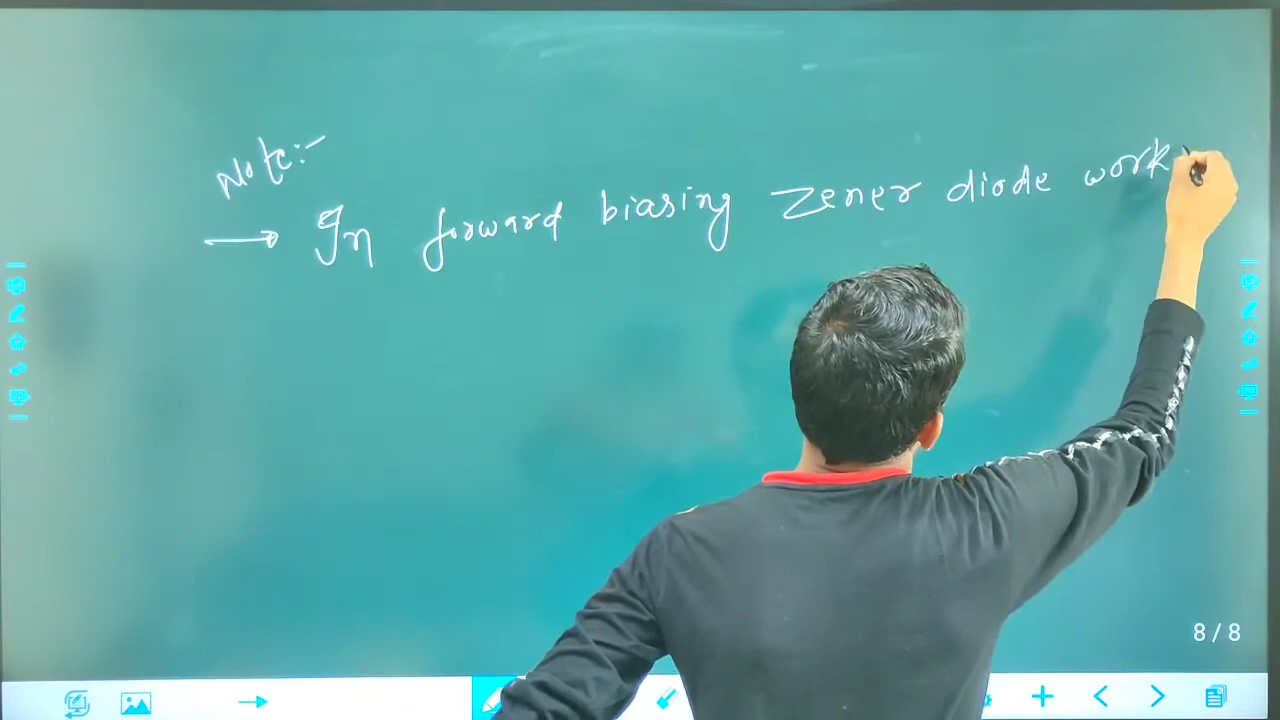 Note:-
→ In forward biasing zener diode work
8/8